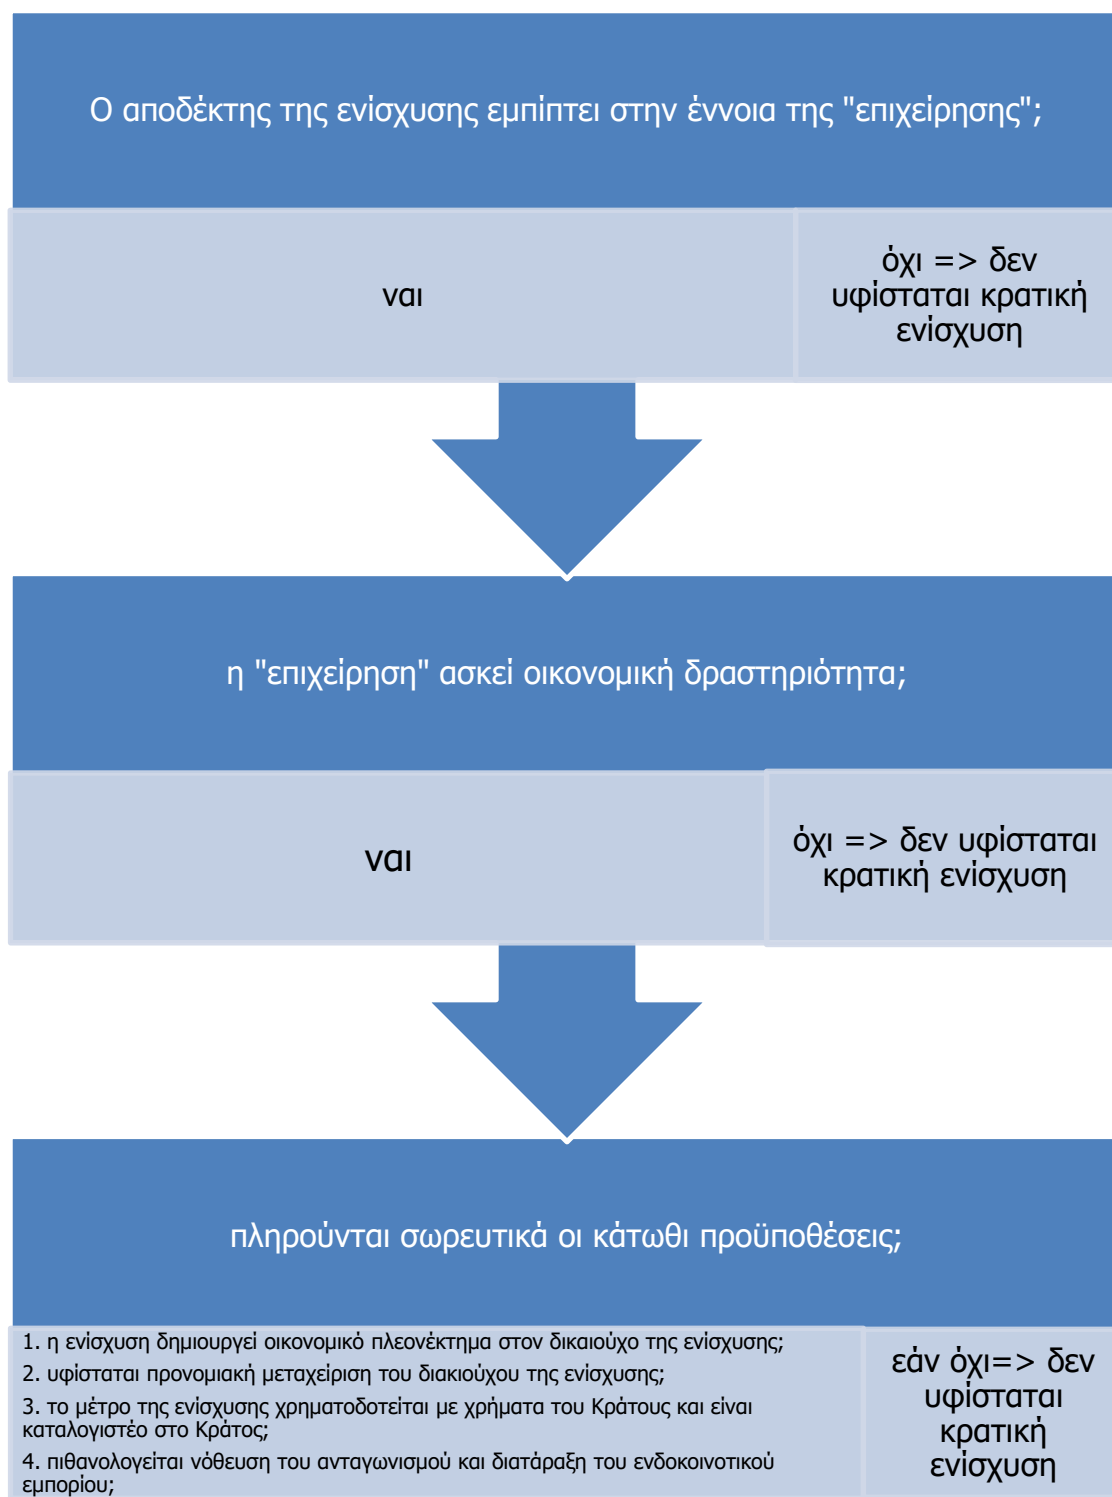 Ο αποδέκτης της ενίσχυσης εμπίπτει στην έννοια της "επιχείρησης";
ναι
όχι => δεν
υφίσταται κρατική
ενίσχυση
η "επιχείρηση" ασκεί οικονομική δραστηριότητα;
ναι
όχι => δεν υφίσταται
κρατική ενίσχυση
πληρούνται σωρευτικά οι κάτωθι προϋποθέσεις;
1. η ενίσχυση δημιουργεί οικονομικό πλεονέκτημα στον δικαιούχο της ενίσχυσης;
2. υφίσταται προνομιακή μεταχείριση του διακιούχου της ενίσχυσης;
3. το μέτρο της ενίσχυσης χρηματοδοτείται με χρήματα του Κράτους και είναι
καταλογιστέο στο Κράτος;
4. πιθανολογείται νόθευση του ανταγωνισμού και διατάραξη του ενδοκοινοτικού
εμπορίου;
εάν όχι=> δεν
υφίσταται
κρατική
ενίσχυση